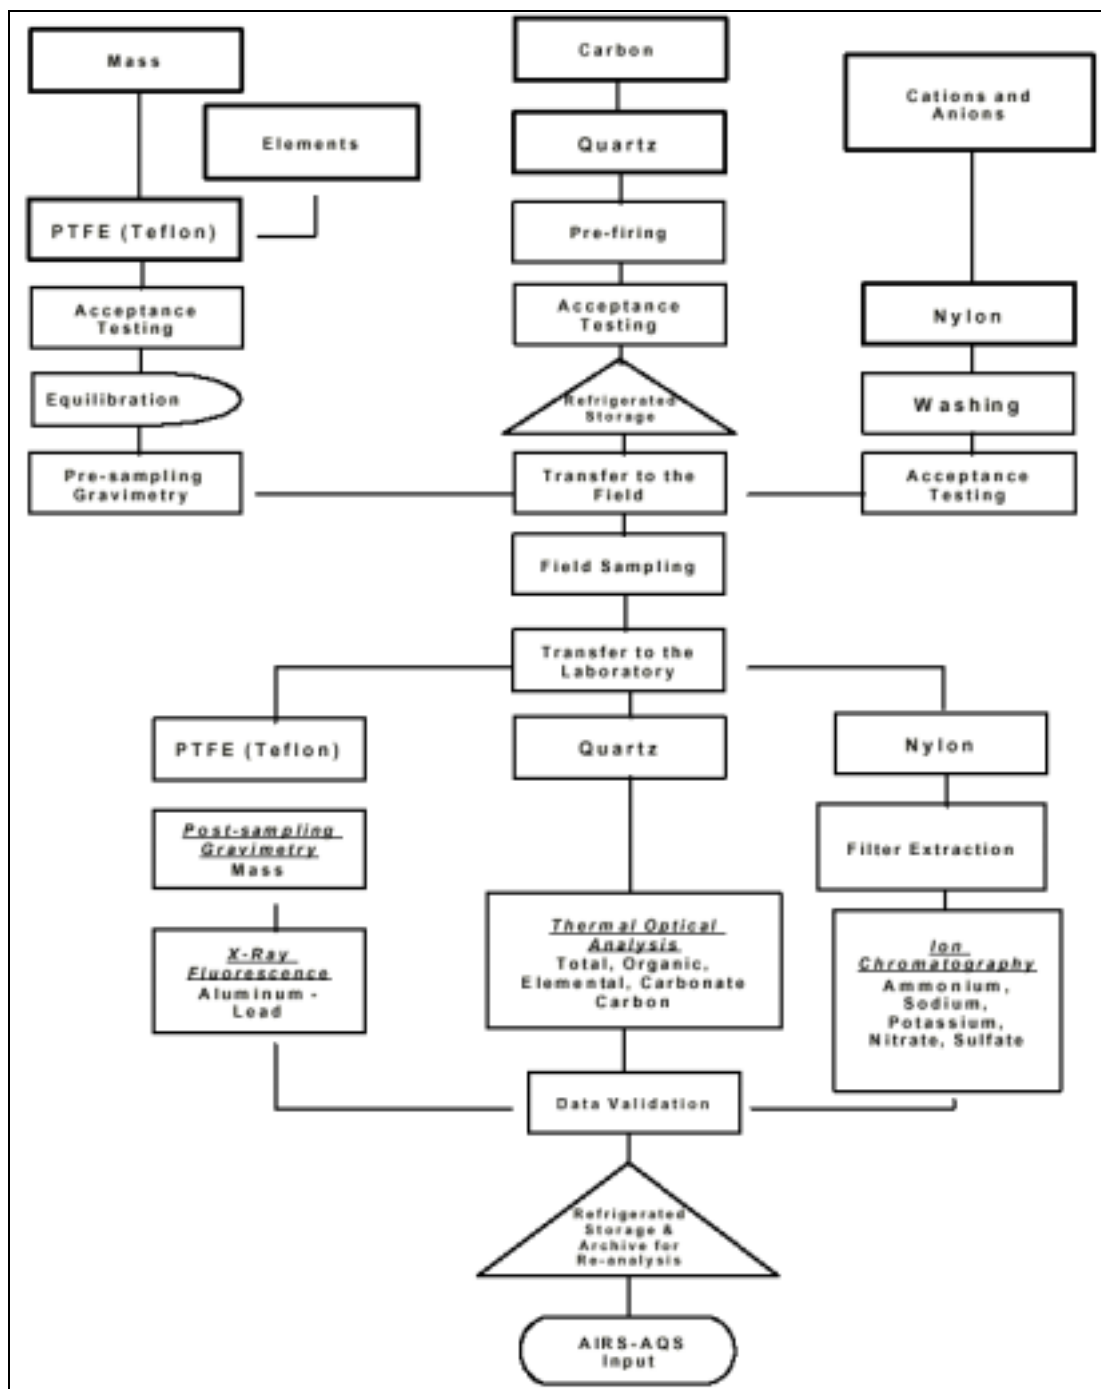 Mass
Carbon
Cations and
Anions
Elements
Quartz
PTFE (Teflon)
Pre-firing
Acceptance
Testing
Acceptance
Testing
Nylon
Equilibration
Refrigerated
Storage
Washing
Pre-sampling
Gravimetry
Transfer to the
Field
Acceptance
Testing
Field Sampling
Transfer to the
Laboratory
PTFE (Teflon)
Quartz
Nylon
Post-sampling
Gravimetry
Mass
Filter Extraction
X-Ray
Fluorescence
Aluminum -
Lead
Thermal Optical
Analysis
Total, Organic,
Elemental, Carbonate
Carbon
Ion
Chromatography
Ammonium,
Sodium,
Potassium,
Nitrate, Sulfate
Data Validation
Refrigerated
Storage &
Archive for
Re-analysis
AIRS-AQS
Input